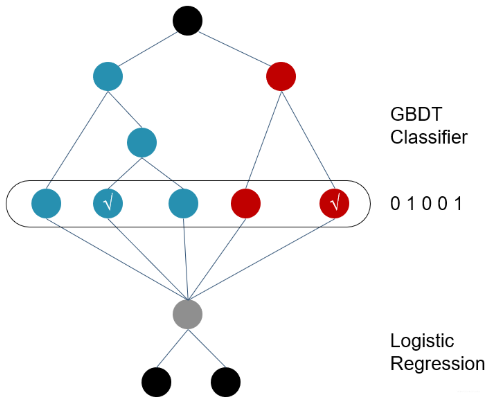 GBDT
Classifier
√ √
0 1 0 0 1
Logistic
Regression